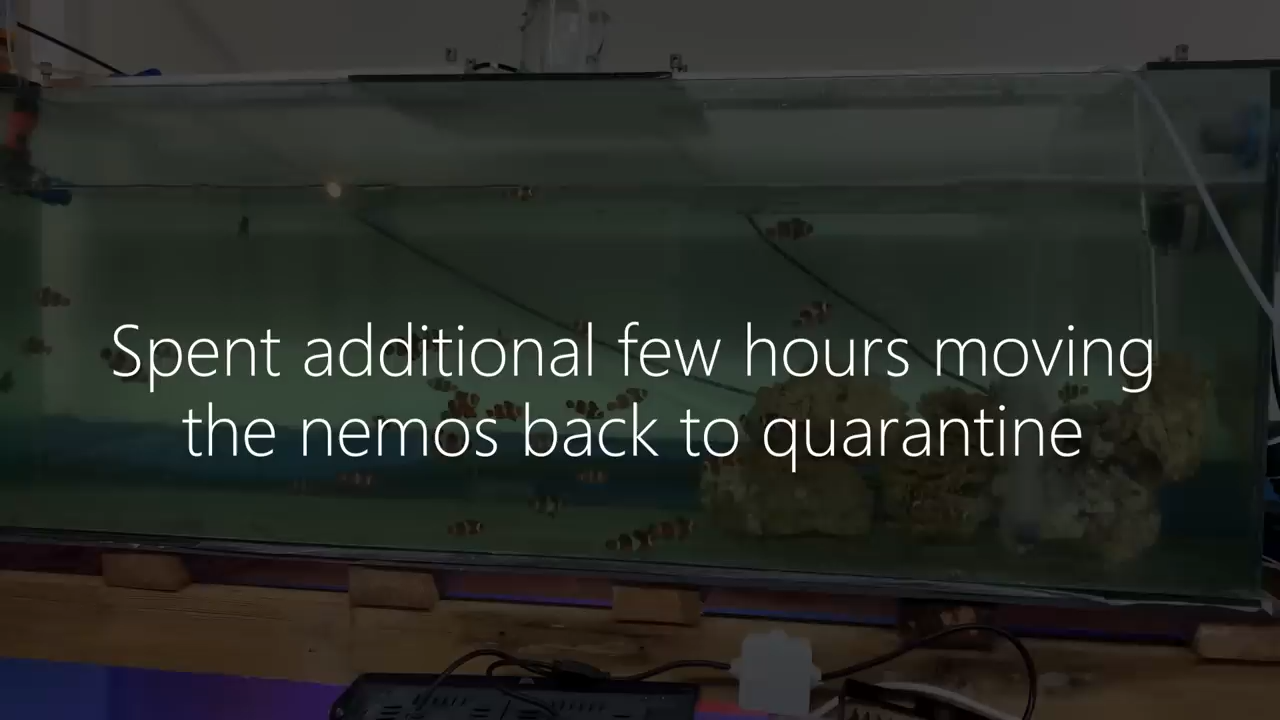 Spent additional few hours moving
the nemos back to quarantine